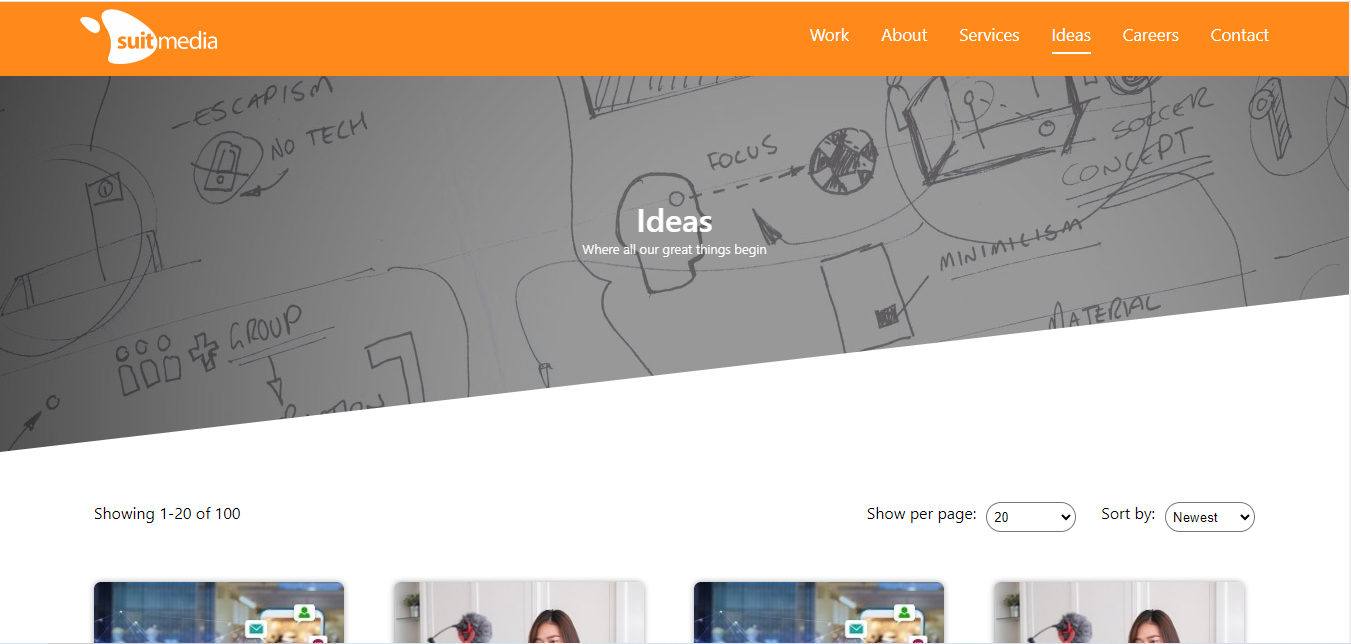 suitmedia
Work About Services Ideas Careers Contact
-ESCAPISM
NO TECH
FOCUS
SOCCER
CONCEPT
Ideas
Where all our great things begin
MINIMILISM
MATERIAL
GROUP
Showing 1-20 of 100
Show per page: 20 Sort by: Newest